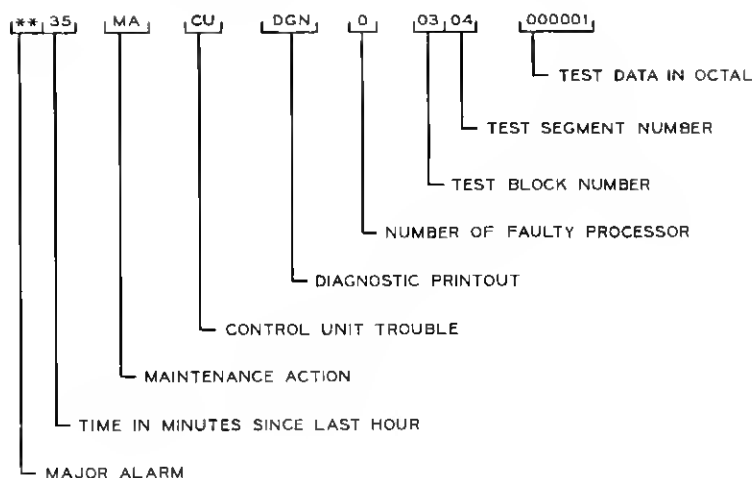 ** 35 MA CU DGN 0 03 04 000001
TEST DATA IN OCTAL
TEST SEGMENT NUMBER
TEST BLOCK NUMBER
NUMBER OF FAULTY PROCESSOR
DIAGNOSTIC PRINTOUT
CONTROL UNIT TROUBLE
MAINTENANCE ACTION
TIME IN MINUTES SINCE LAST HOUR
MAJOR ALARM